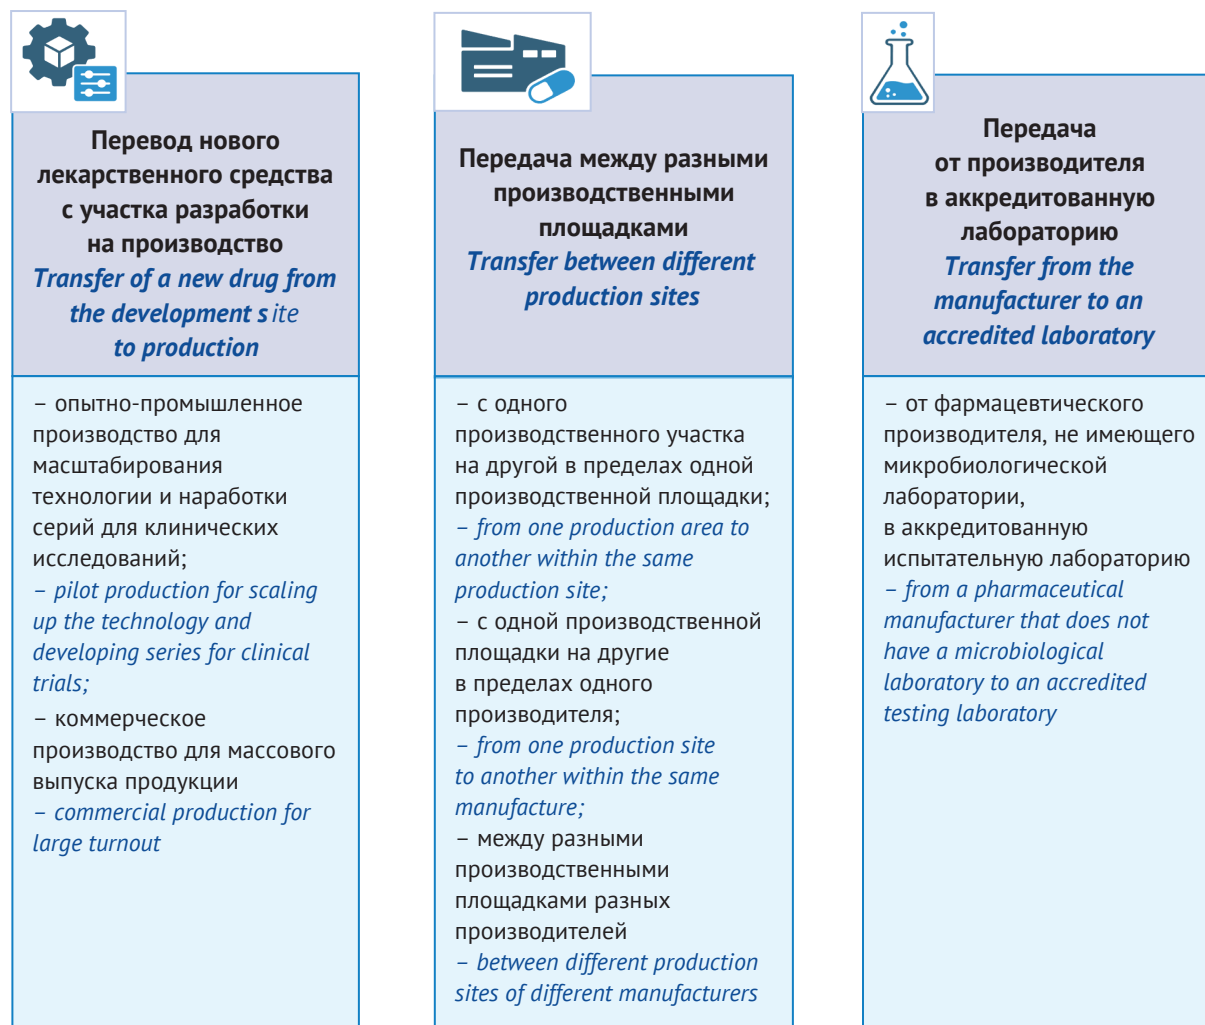 Перевод нового
лекарственного средства
с участка разработки
на производство
Transfer of a new drug from
the development site
to production
– опытно-промышленное
производство для
масштабирования
технологии и наработки
серий для клинических
исследований;
– pilot production for scaling
up the technology and
developing series for clinical
trials;
– коммерческое
производство для массового
выпуска продукции
– commercial production for
large turnout
Передача между разными
производственными
площадками
Transfer between different
production sites
– с одного
производственного участка
на другой в пределах одной
производственной площадки;
– from one production area to
another within the same
production site;
– с одной производственной
площадки на другие
в пределах одного
производителя;
– from one production site
to another within the same
manufacture;
– между разными
производственными
площадками разных
производителей
– between different production
sites of different manufacturers
Передача
от производителя
в аккредитованную
лабораторию
Transfer from the
manufacturer to an
accredited laboratory
– от фармацевтического
производителя, не имеющего
микробиологической
лаборатории,
в аккредитованную
испытательную лабораторию
– from a pharmaceutical
manufacturer that does not
have a microbiological
laboratory to an accredited
testing laboratory